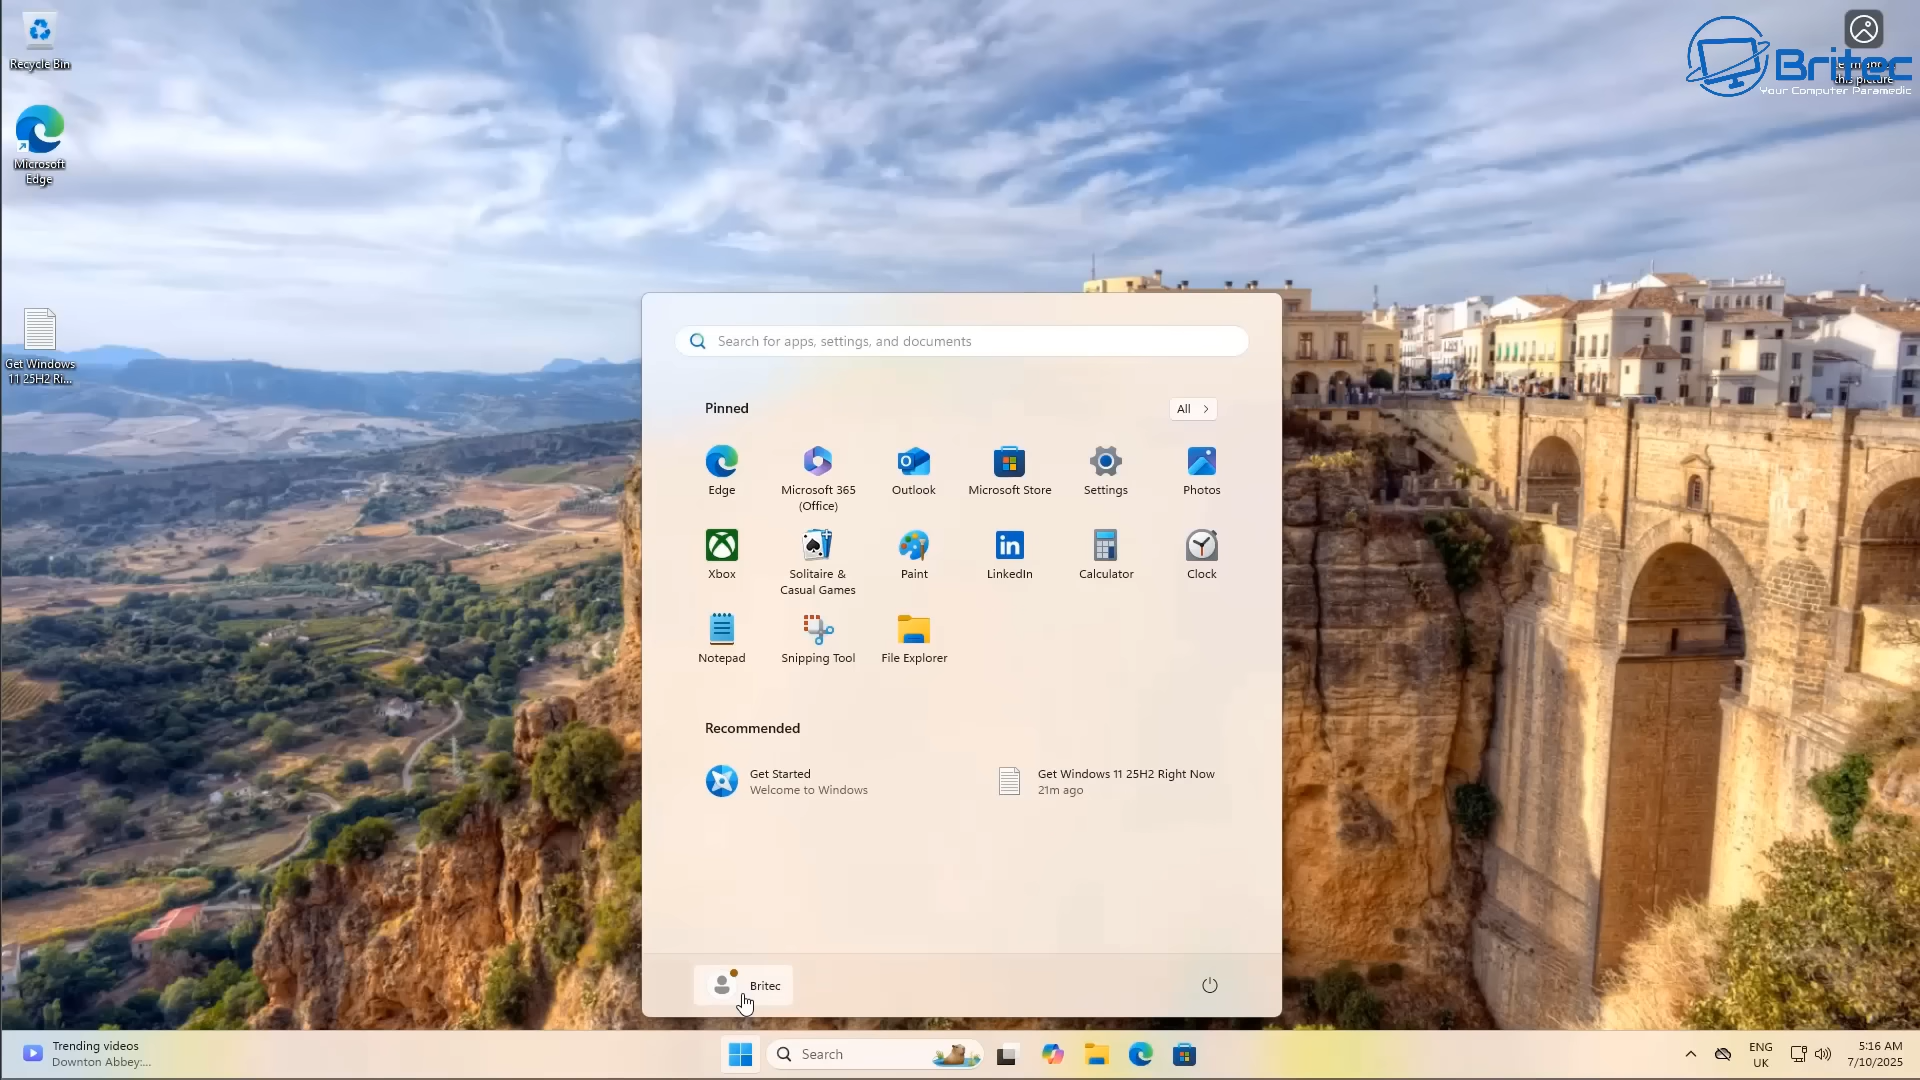 Recycle Bin
Microsoft
Edge
Get Windows
11 25H2 Ri...
Britec
Your Computer Paramedic
this picture
Search for apps, settings, and documents
Pinned
All
Edge
Microsoft 365
(Office)
Outlook
Microsoft Store
Settings
Photos
Xbox
Solitaire &
Casual Games
Paint
LinkedIn
Calculator
Clock
Notepad
Snipping Tool
File Explorer
Recommended
Get Started
Welcome to Windows
Get Windows 11 25H2 Right Now
21m ago
Britec
Trending videos
Downton Abbey:...
Search
ENG
UK
5:16 AM
7/10/2025